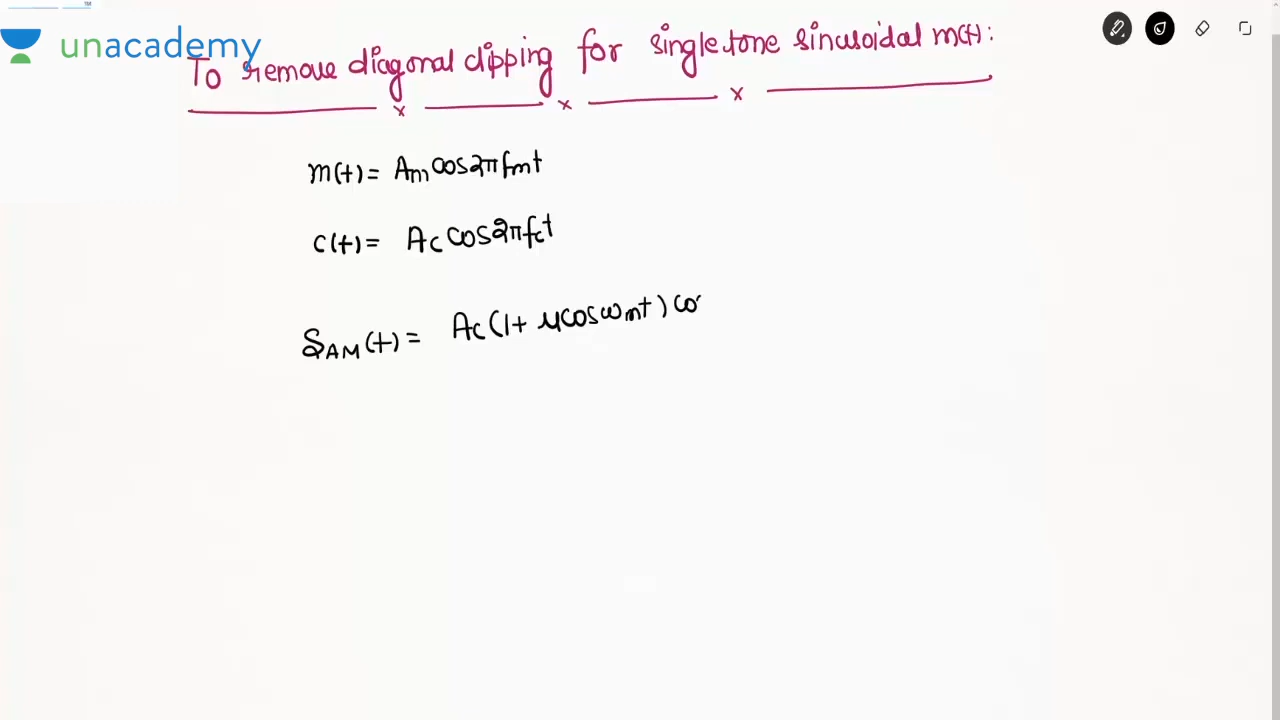 unacademy
To remove diagonal clipping for single tone sinusoidal m(t):
m(t) = Am cos2πfmt
c(t) = Ac cos2πfct
SAM(t) = Ac(1+ μcosωmt) co